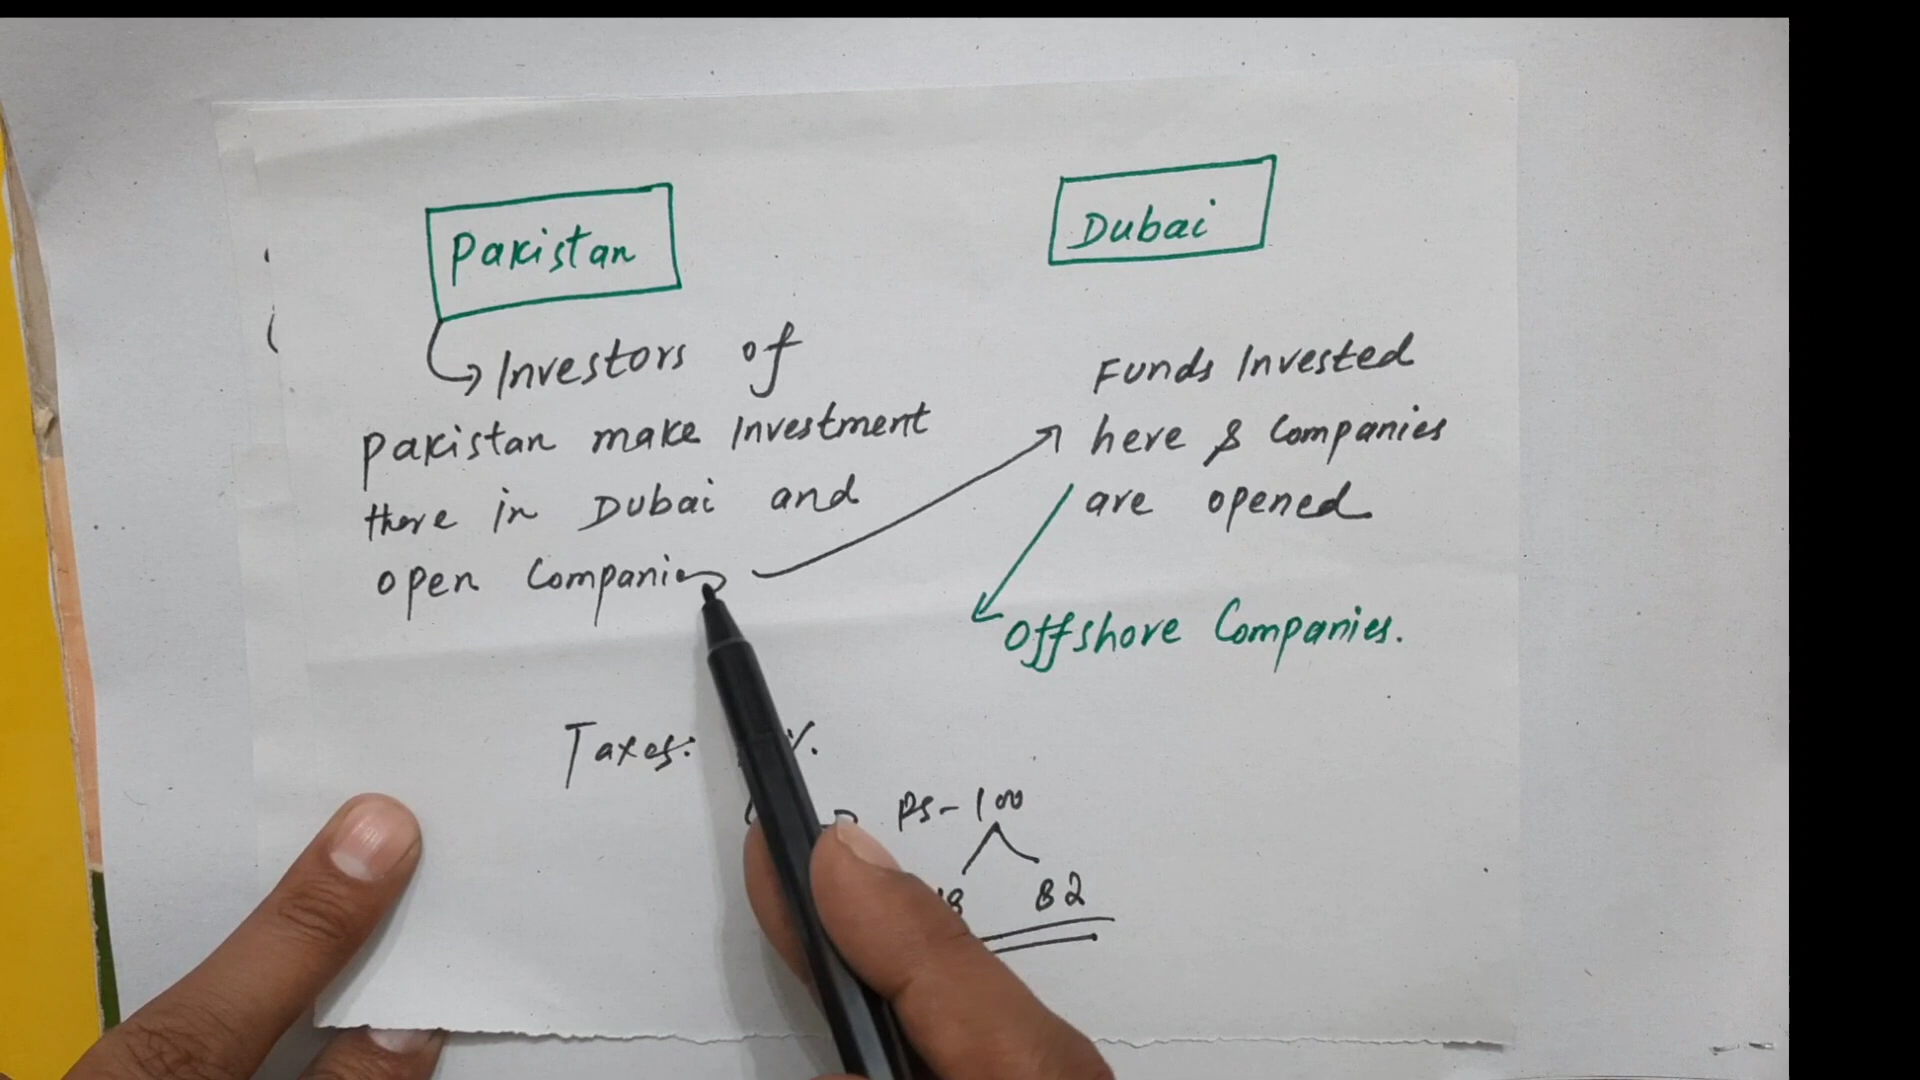 Pakistan
Dubai
Investors of
Pakistan make Investment
there in Dubai and
open Companies
Funds Invested
here & Companies
are opened
Offshore Companies.
Taxes: %.
Rs-100
82